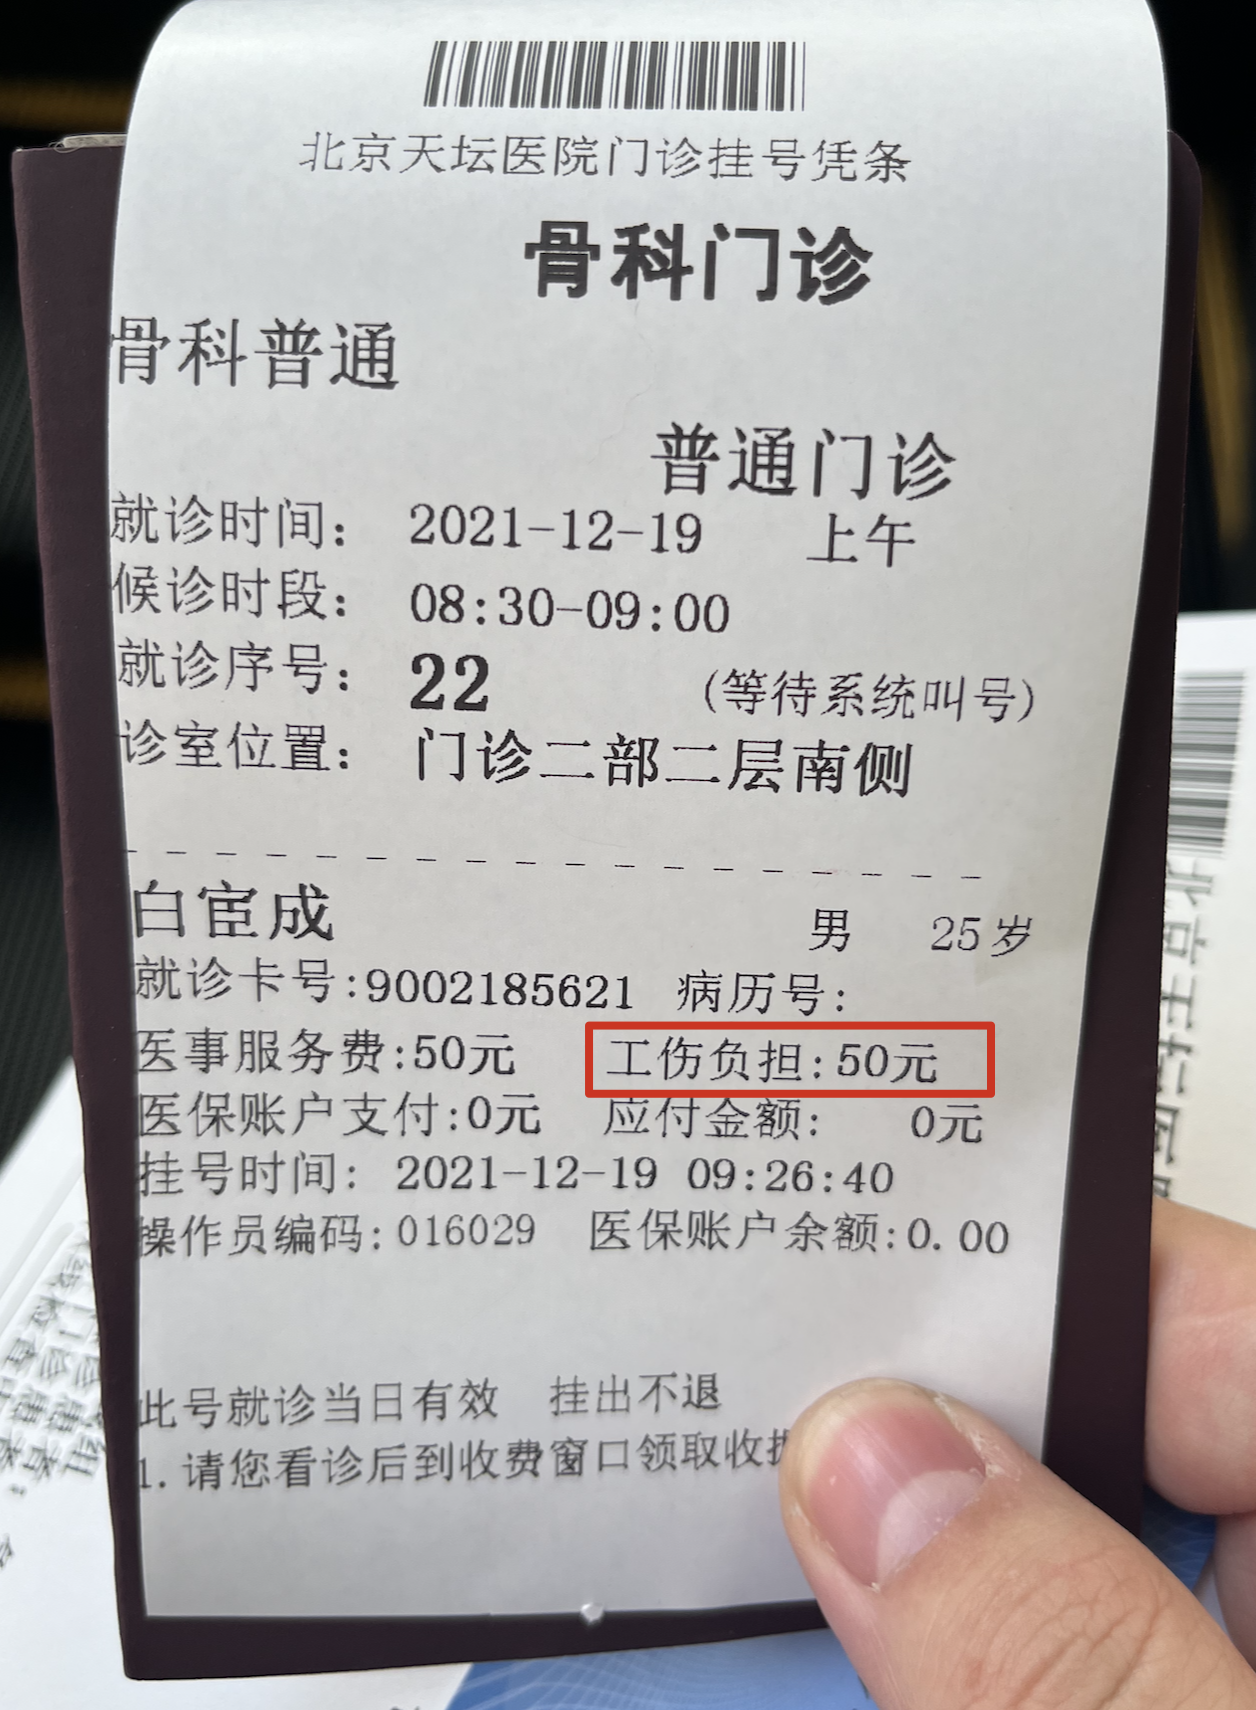 北京天坛医院门诊挂号凭条
骨科门诊
骨科普通
普通门诊
就诊时间: 2021-12-19 上午
候诊时段: 08:30-09:00
就诊序号: 22 (等待系统叫号)
诊室位置: 门诊二部二层南侧
白宦成 男 25岁
就诊卡号:9002185621 病历号:
医事服务费:50元 工伤负担:50元
医保账户支付:0元 应付金额: 0元
挂号时间: 2021-12-19 09:26:40
操作员编码:016029 医保账户余额:0.00
此号就诊当日有效 挂出不退
1.请您看诊后到收费窗口领取收